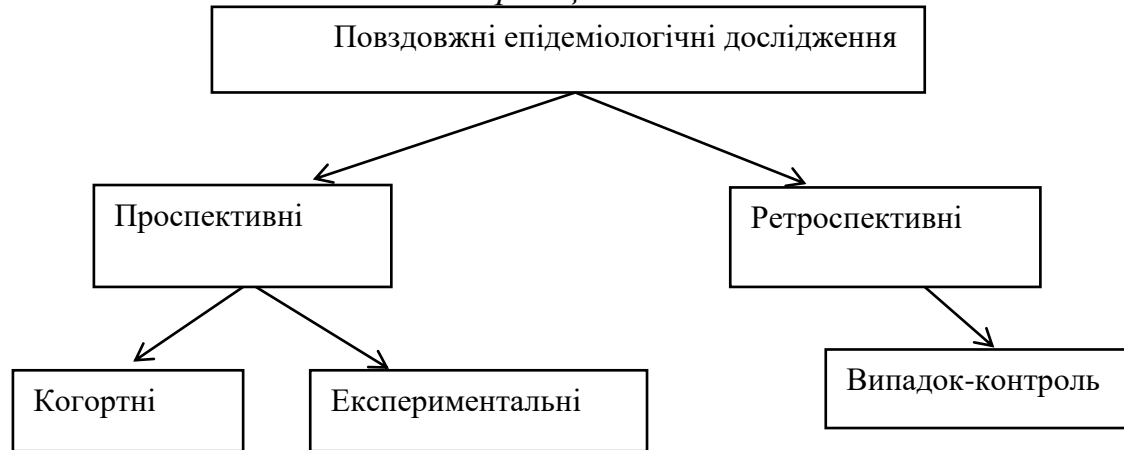 Повздовжні епідеміологічні дослідження
Проспективні
Ретроспективні
Когортні
Експериментальні
Випадок-контроль